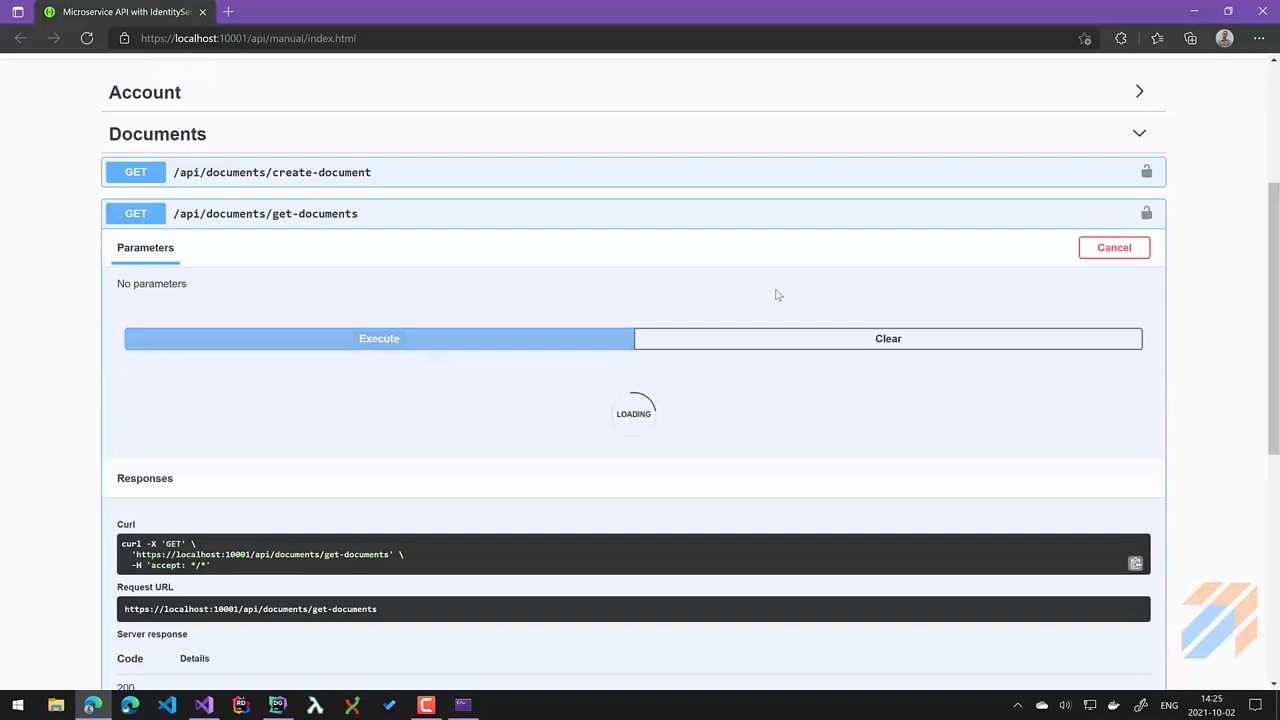 Microservice API with IdentitySe
https://localhost:10001/api/manual/index.html
Account
Documents
GET /api/documents/create-document
GET /api/documents/get-documents
Parameters
Cancel
No parameters
Execute
Clear
LOADING
Responses
Curl
curl -X 'GET' \
'https://localhost:10001/api/documents/get-documents' \
-H 'accept: */*'
Request URL
https://localhost:10001/api/documents/get-documents
Server response
Code Details
200
RD
DG
ENG
14:25
2021-10-02